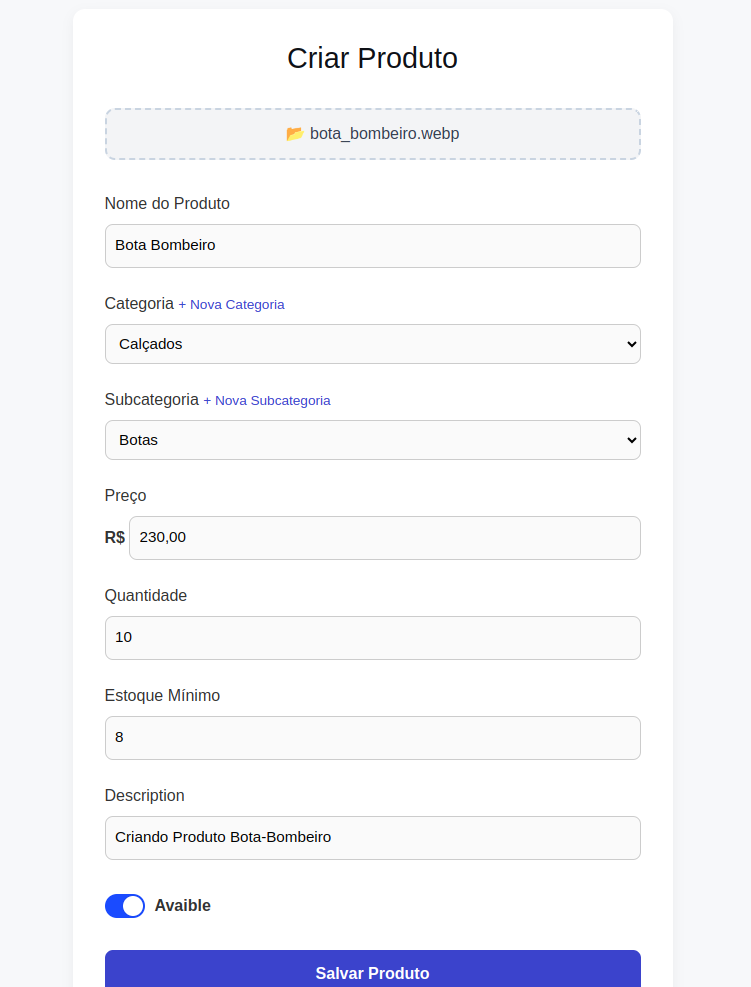 Criar Produto
📂 bota_bombeiro.webp
Nome do Produto
Bota Bombeiro
Categoria + Nova Categoria
Calçados
Subcategoria + Nova Subcategoria
Botas
Preço
R$ 230,00
Quantidade
10
Estoque Mínimo
8
Description
Criando Produto Bota-Bombeiro
Avaible
Salvar Produto